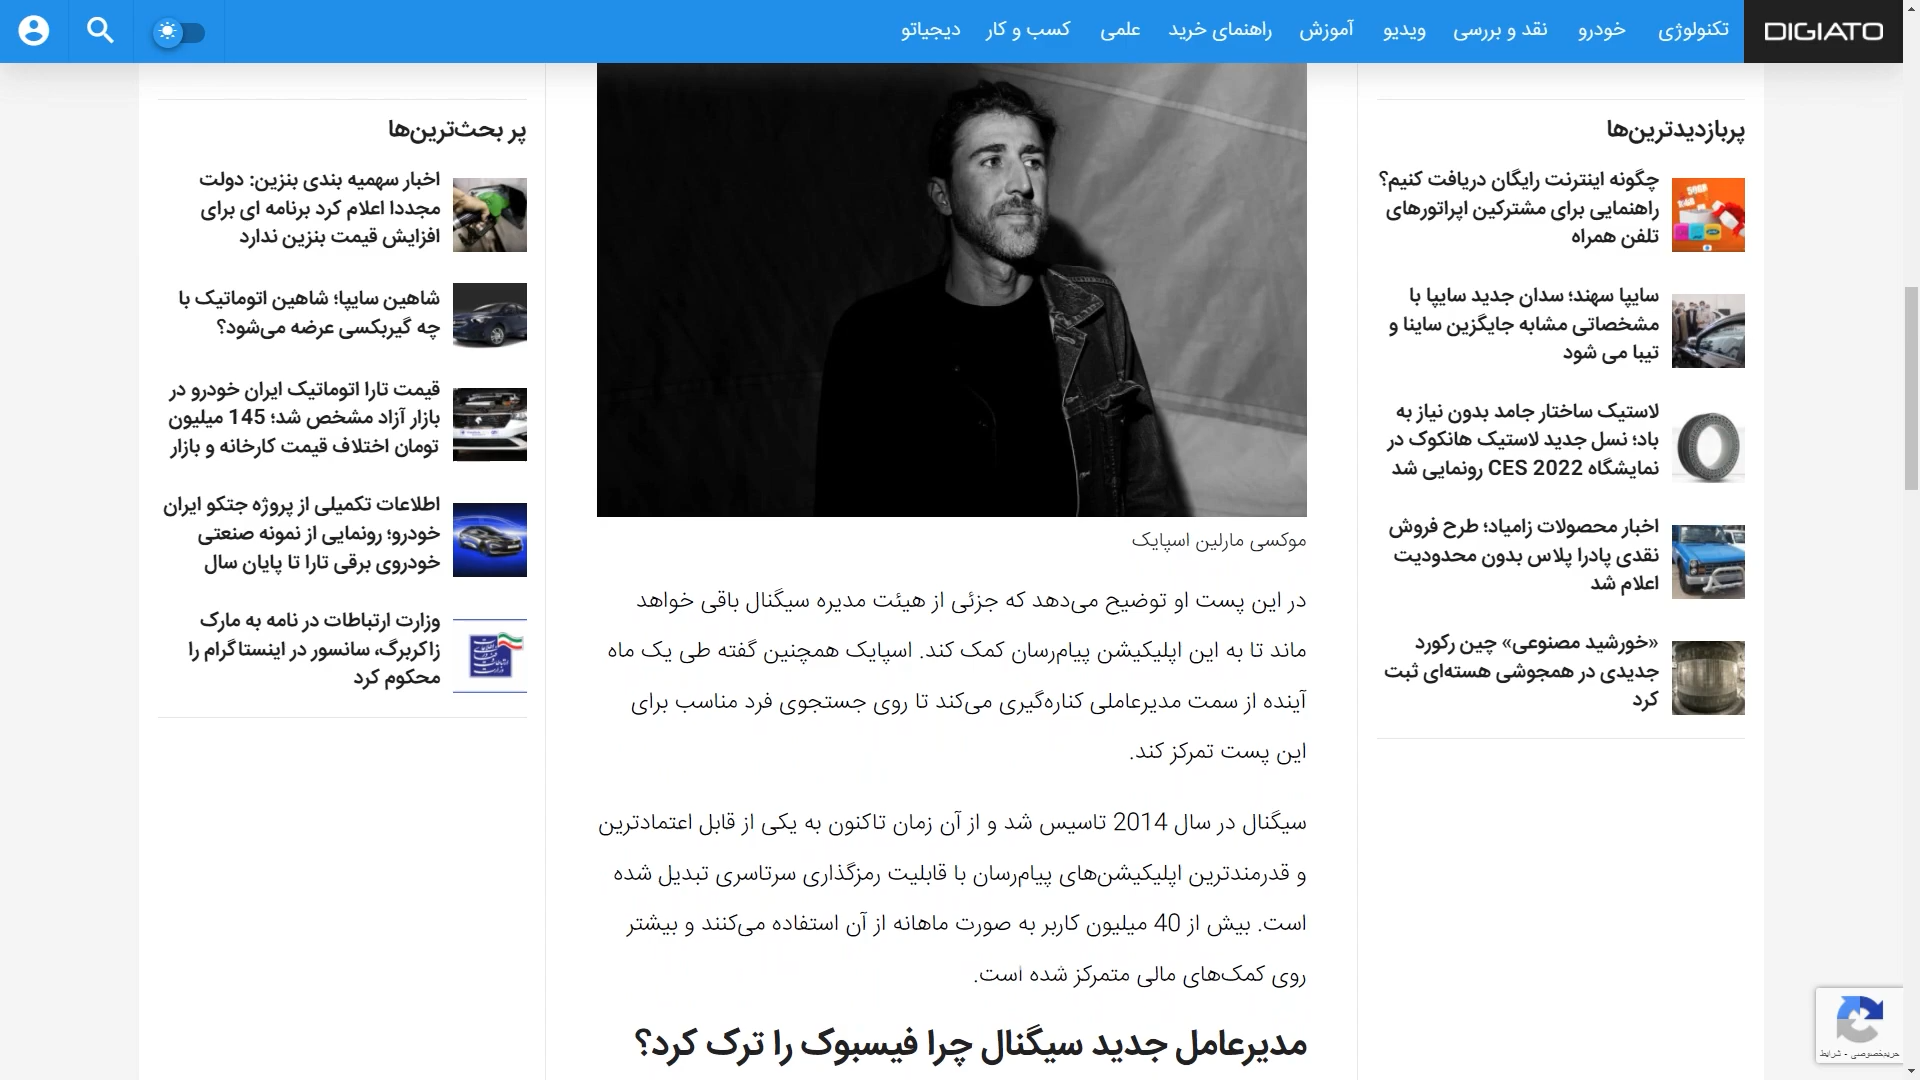 DIGIATO
تکنولوژی خودرو نقد و بررسی ویدیو آموزش راهنمای خرید علمی کسب و کار دیجیاتو
پربازدیدترین‌ها
چگونه اینترنت رایگان دریافت کنیم؟
راهنمایی برای مشترکین اپراتورهای
تلفن همراه
سایپا سهند؛ سدان جدید سایپا با
مشخصاتی مشابه جایگزین ساینا و
تیبا می شود
لاستیک ساختار جامد بدون نیاز به
باد؛ نسل جدید لاستیک هانکوک در
نمایشگاه CES 2022 رونمایی شد
اخبار محصولات زامیاد؛ طرح فروش
نقدی پادرا پلاس بدون محدودیت
اعلام شد
«خورشید مصنوعی» چین رکورد
جدیدی در همجوشی هسته‌ای ثبت
کرد
موکسی مارلین اسپایک
در این پست او توضیح می‌دهد که جزئی از هیئت مدیره سیگنال باقی خواهد
ماند تا به این اپلیکیشن پیام‌رسان کمک کند. اسپایک همچنین گفته طی یک ماه
آینده از سمت مدیرعاملی کناره‌گیری می‌کند تا روی جستجوی فرد مناسب برای
این پست تمرکز کند.
سیگنال در سال 2014 تاسیس شد و از آن زمان تاکنون به یکی از قابل اعتمادترین
و قدرمندترین اپلیکیشن‌های پیام‌رسان با قابلیت رمزگذاری سرتاسری تبدیل شده
است. بیش از 40 میلیون کاربر به صورت ماهانه از آن استفاده می‌کنند و بیشتر
روی کمک‌های مالی متمرکز شده است.
مدیرعامل جدید سیگنال چرا فیسبوک را ترک کرد؟
پر بحث‌ترین‌ها
اخبار سهمیه بندی بنزین: دولت
مجددا اعلام کرد برنامه ای برای
افزایش قیمت بنزین ندارد
شاهین سایپا؛ شاهین اتوماتیک با
چه گیربکسی عرضه می‌شود؟
قیمت تارا اتوماتیک ایران خودرو در
بازار آزاد مشخص شد؛ 145 میلیون
تومان اختلاف قیمت کارخانه و بازار
اطلاعات تکمیلی از پروژه جتکو ایران
خودرو؛ رونمایی از نمونه صنعتی
خودروی برقی تارا تا پایان سال
وزارت ارتباطات در نامه به مارک
زاکربرگ، سانسور در اینستاگرام را
محکوم کرد
حریم‌خصوصی - شرایط